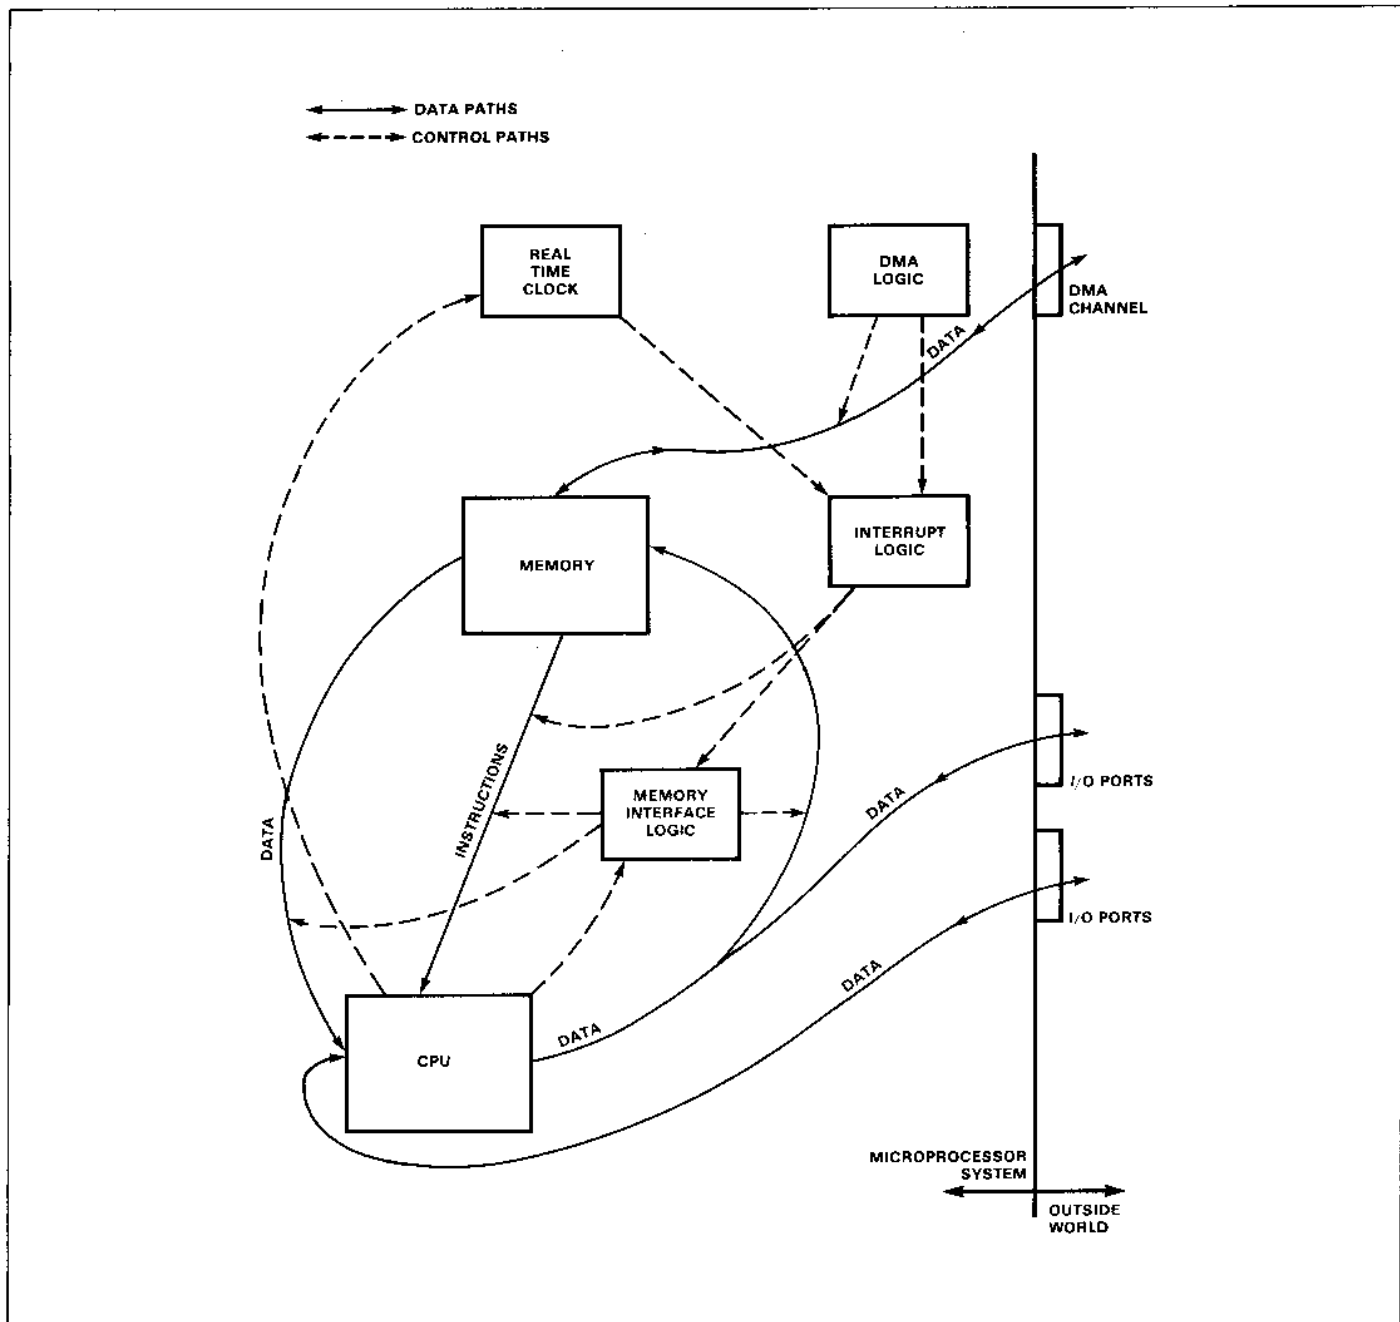 DATA PATHS
CONTROL PATHS
REAL
TIME
CLOCK
DMA
LOGIC
DMA
CHANNEL
DATA
MEMORY
INTERRUPT
LOGIC
INSTRUCTIONS
MEMORY
INTERFACE
LOGIC
I/O PORTS
DATA
DATA
I/O PORTS
DATA
DATA
CPU
MICROPROCESSOR
SYSTEM
OUTSIDE
WORLD